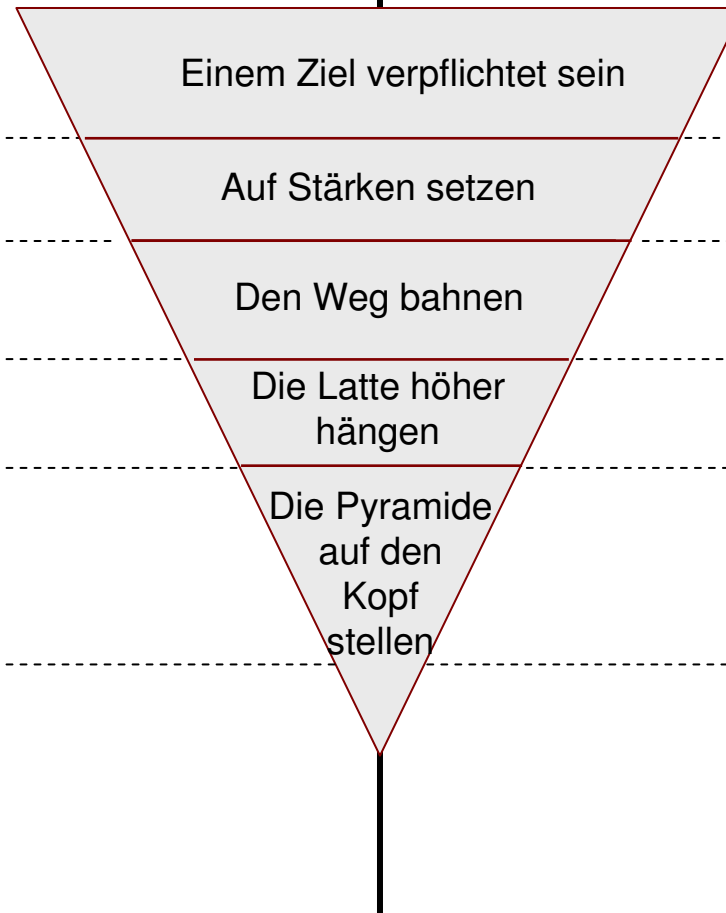 Einem Ziel verpflichtet sein
Auf Stärken setzen
Den Weg bahnen
Die Latte höher
hängen
Die Pyramide
auf den
Kopf
stellen